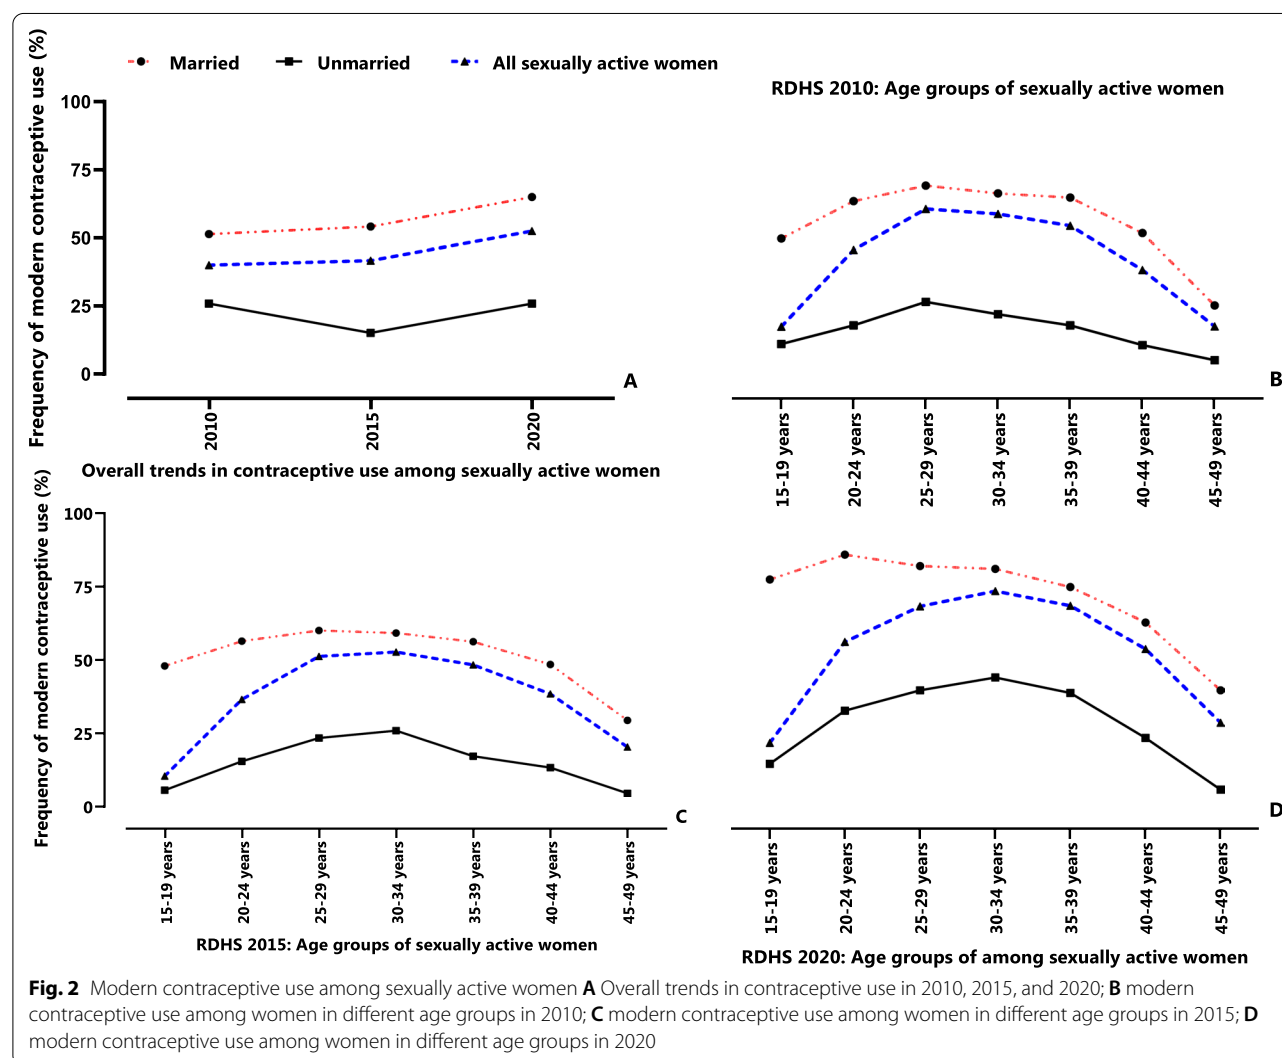 Frequency of modern contraceptive use (%)
Married Unmarried All sexually active women
100
75
50
25
0
2010
2015
2020
A
Overall trends in contraceptive use among sexually active women
RDHS 2010: Age groups of sexually active women
15-19 years
20-24 years
25-29 years
30-34 years
35-39 years
40-44 years
45-49 years
B
Frequency of modern contraceptive use (%)
100
75
50
25
0
15-19 years
20-24 years
25-29 years
30-34 years
35-39 years
40-44 years
45-49 years
C
RDHS 2015: Age groups of sexually active women
15-19 years
20-24 years
25-29 years
30-34 years
35-39 years
40-44 years
45-49 years
D
RDHS 2020: Age groups of among sexually active women
Fig. 2 Modern contraceptive use among sexually active women A Overall trends in contraceptive use in 2010, 2015, and 2020; B modern
contraceptive use among women in different age groups in 2010; C modern contraceptive use among women in different age groups in 2015; D
modern contraceptive use among women in different age groups in 2020